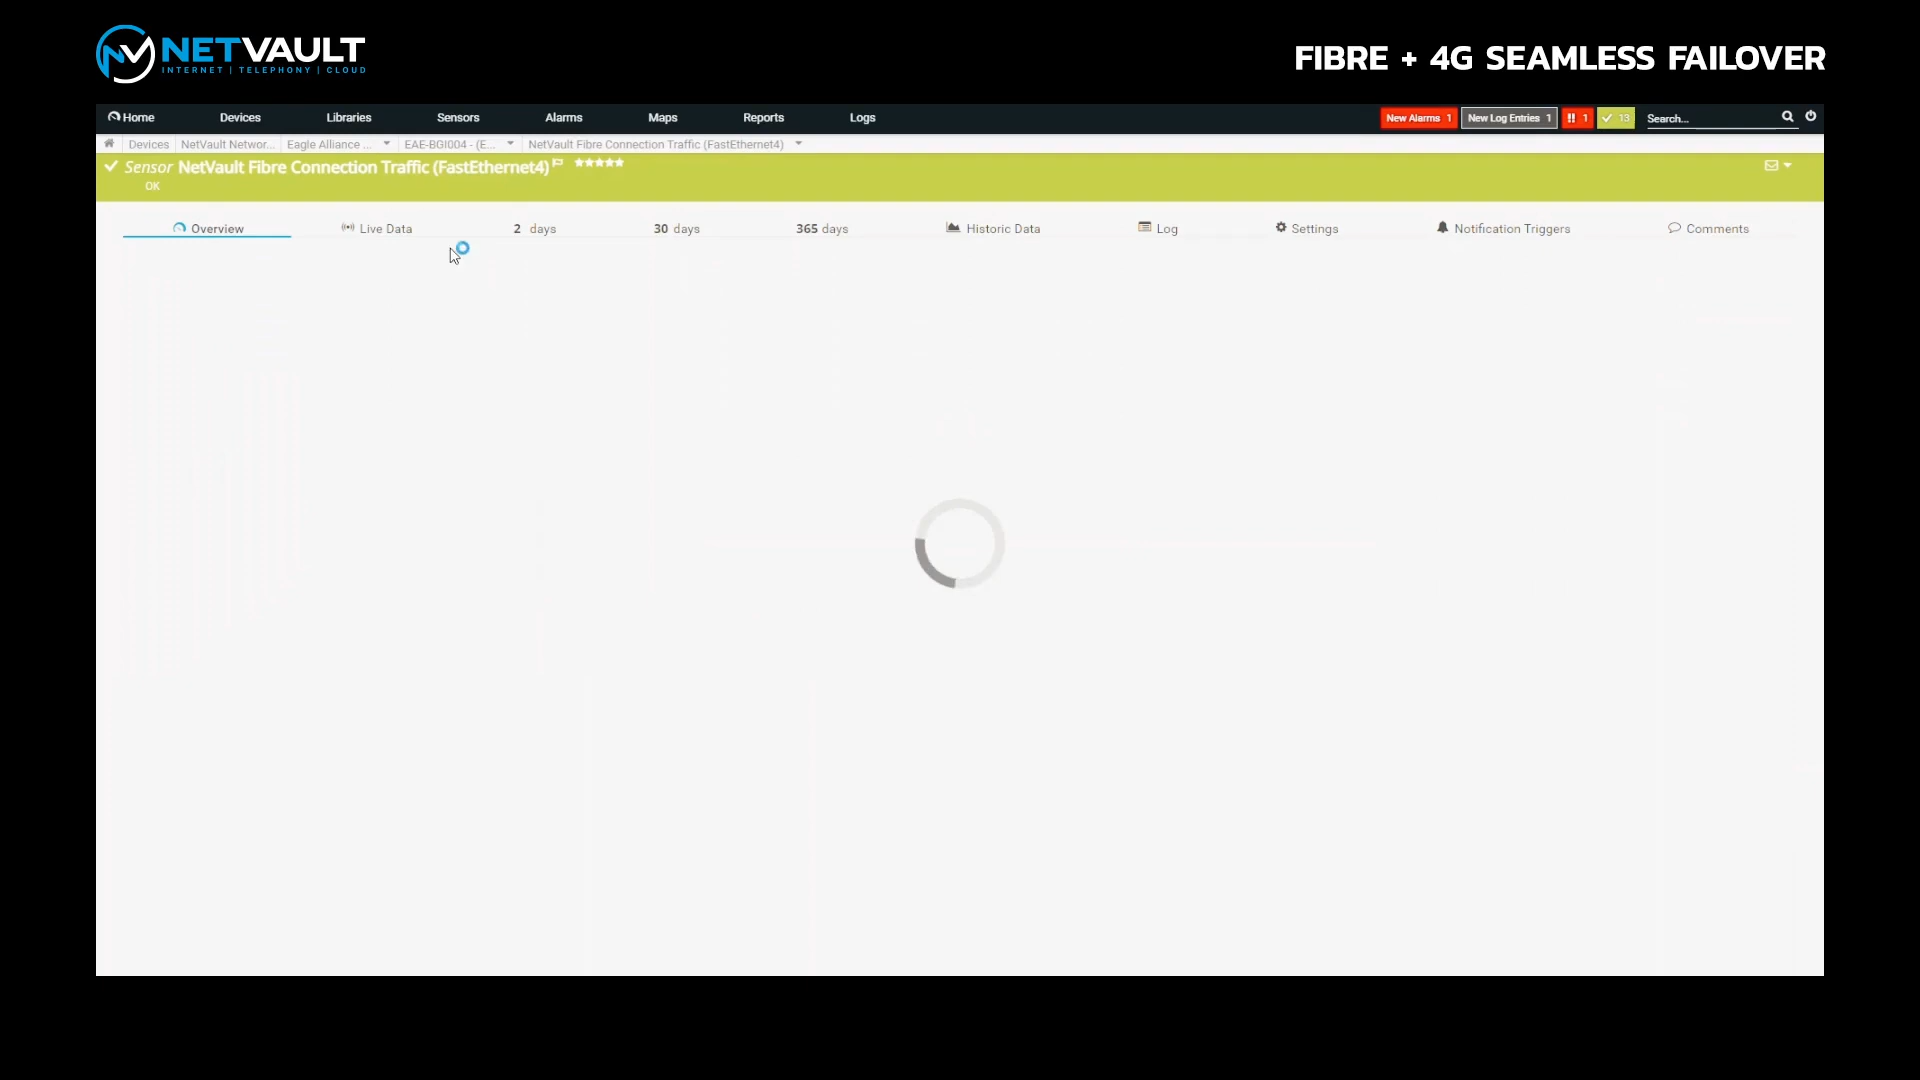 NETVAULT
INTERNET | TELEPHONY | CLOUD
FIBRE + 4G SEAMLESS FAILOVER
Home Devices Libraries Sensors Alarms Maps Reports Logs New Alarms 1 New Log Entries 1 1 13 Search...
Devices NetVault Networ... Eagle Alliance ... EAE-BGI004 - (E... NetVault Fibre Connection Traffic (FastEthernet4)
Sensor NetVault Fibre Connection Traffic (FastEthernet4)
OK
Overview Live Data 2 days 30 days 365 days Historic Data Log Settings Notification Triggers Comments